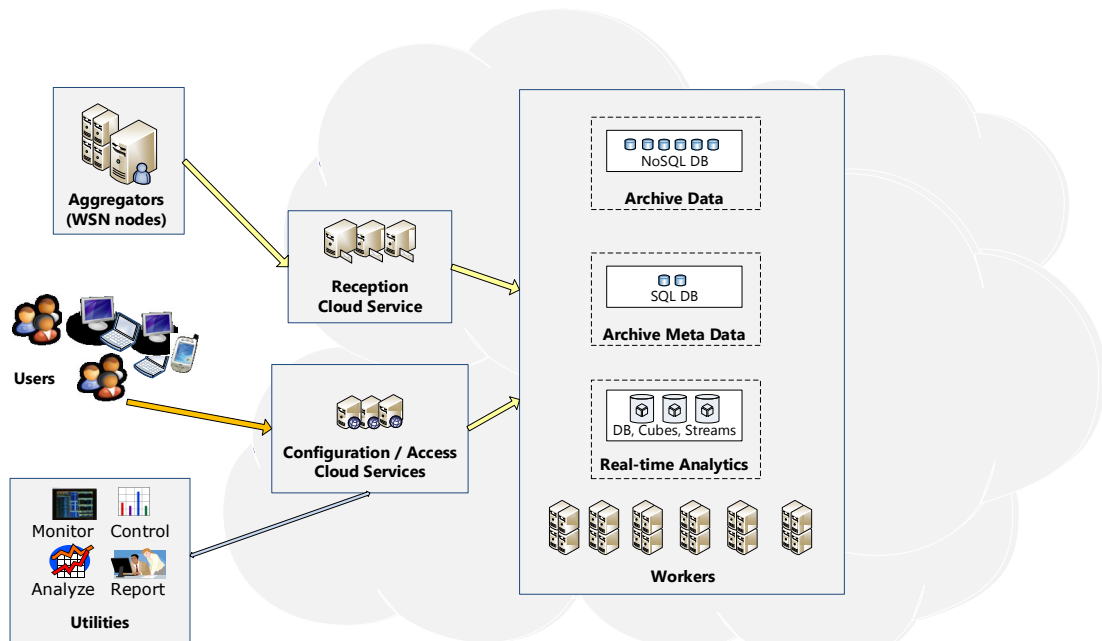 Aggregators
(WSN nodes)
Reception
Cloud Service
Users
Configuration / Access
Cloud Services
Monitor
Control
Analyze
Report
Utilities
NoSQL DB
Archive Data
SQL DB
Archive Meta Data
DB, Cubes, Streams
Real-time Analytics
Workers